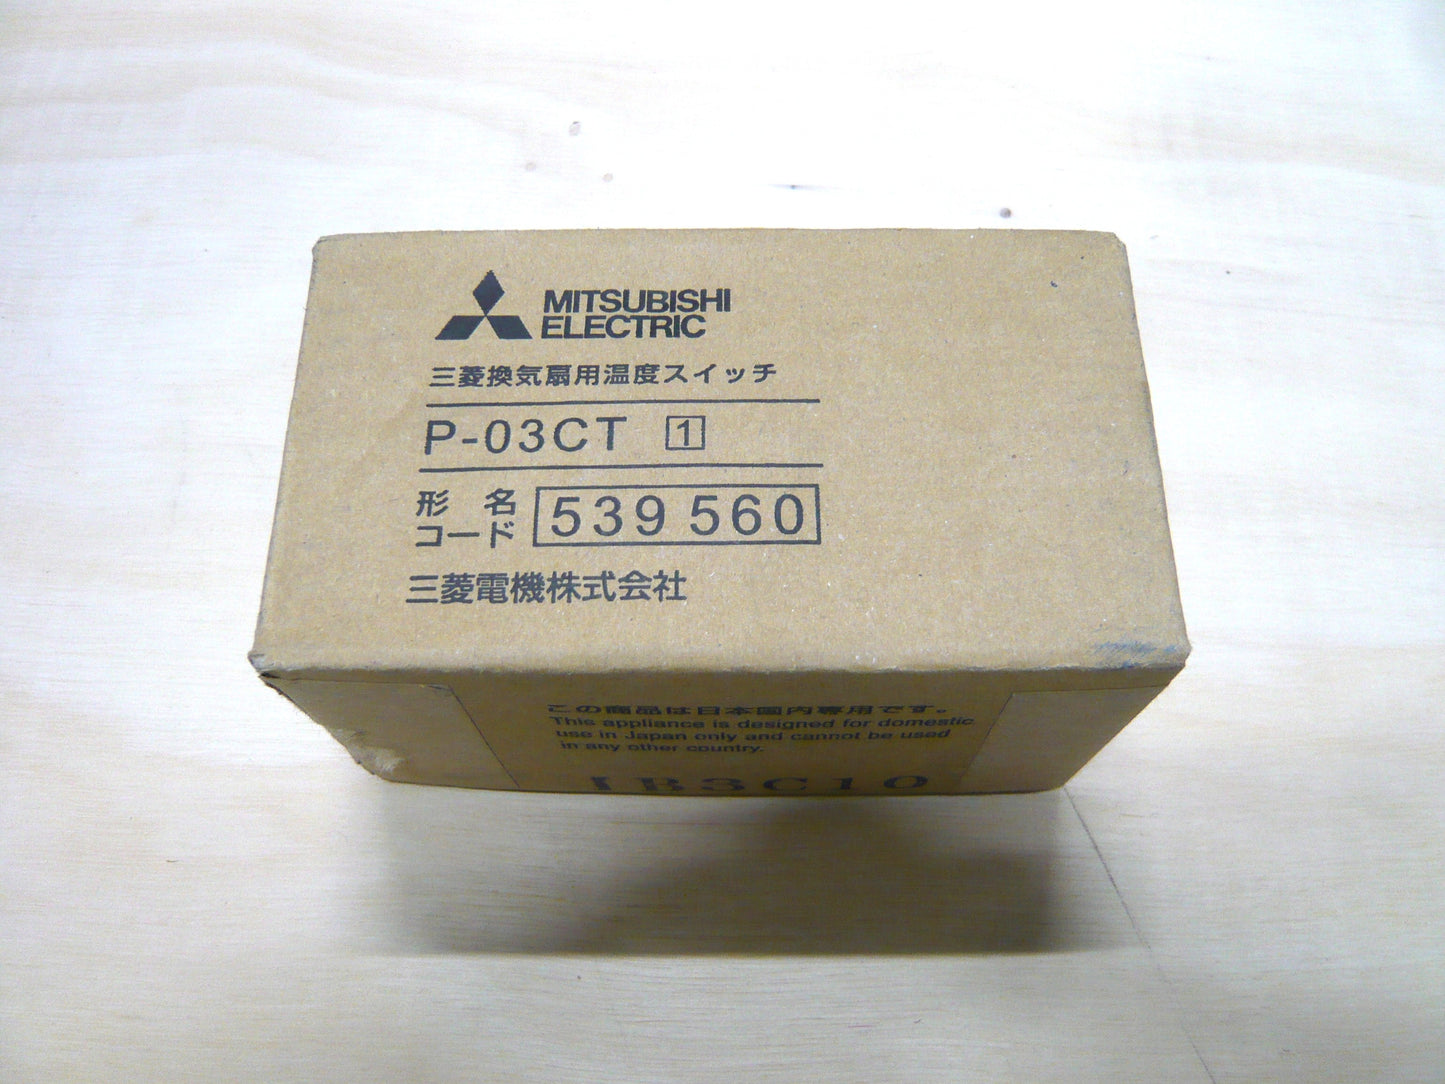 MITSUBISHI
ELECTRIC
三菱換気扇用温度スイッチ
P-03CT 1
形名
コード 539 560
三菱電機株式会社
この商品は日本国内専用です。
This appliance is designed for domestic
use in Japan only and cannot be used
in any other country.
1B3C10